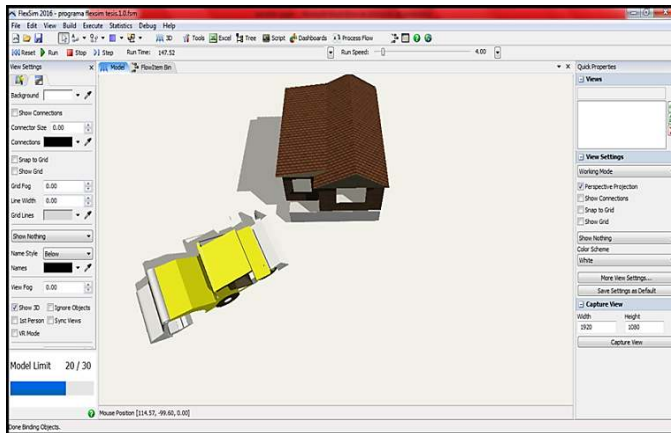 FlexSim 2016 - programa flexsim tesis.1.0.fsm
File Edit View Build Execute Statistics Debug Help
3D Tools Excel Tree Script Dashboards Process Flow
Reset Run Stop Step Run Time: 147.52 Run Speed: 4.00
View Settings
Model FlowItem Bin
Quick Properties
Views
Background
Show Connections
Connector Size 0.00
Connections
Snap to Grid
Show Grid
Grid Fog 0.00
Line Width 0.00
Grid Lines
Show Nothing
Name Style Below
Names
View Fog 0.00
Show 3D Ignore Objects
1st Person Sync Views
VR Mode
Model Limit 20 / 30
View Settings
Working Mode
Perspective Projection
Show Connections
Snap to Grid
Show Grid
Show Nothing
Color Scheme
White
More View Settings...
Save Settings as Default
Capture View
Width Height
1920 1080
Capture View
Mouse Position [114.57, -99.60, 0.00]
Done Binding Objects.